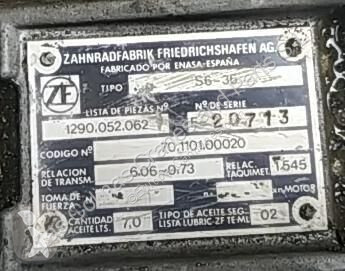 ZAHNRADFABRIK FRIEDRICHSHAFEN AG.
FABRICADO POR ENASA-ESPAÑA
ZF
TIPO S6-36
LISTA DE PIEZAS Nº Nº DE SERIE
1290.052.062 E 20713
CODIGO Nº 70.1101.00020
RELACION DE TRANSM. 6.06-0.73 RELAC. TAQUIMET. 1.545
TOMA DE FUERZA xn.MOTOR
CANTIDAD ACEITE LTS. 7,0 TIPO DE ACEITE SEG. LISTA LUBRIC-ZF TE-ML 02